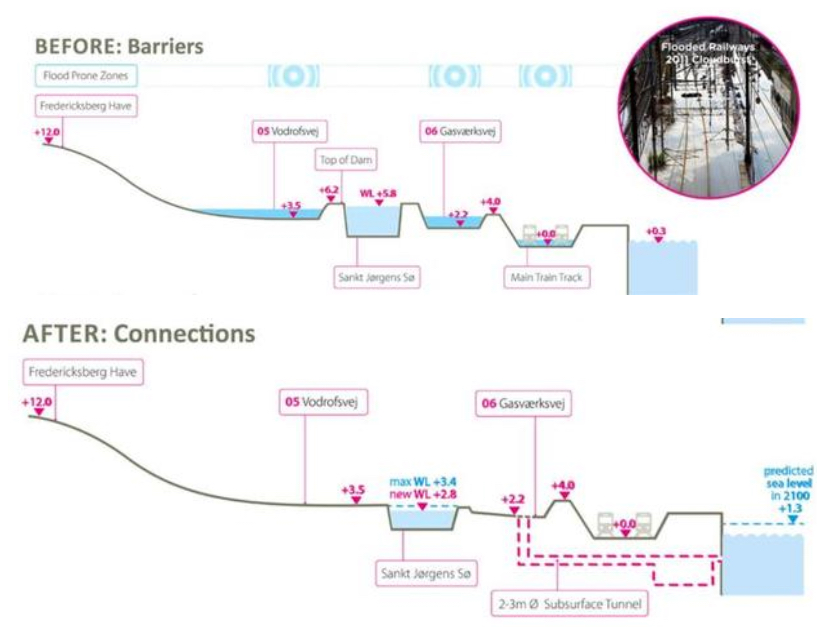 BEFORE: Barriers
Flooded Railways
2011 Cloudburst
Flood Prone Zones
Fredericksberg Have
+12.0
05 Vodrofsvej
06 Gasværksvej
Top of Dam
+3.5
+6.2
WL +5.8
+2.2
+4.0
+0.0
+0.3
Sankt Jørgens Sø
Main Train Track
AFTER: Connections
Fredericksberg Have
+12.0
05 Vodrofsvej
06 Gasværksvej
+3.5
max WL +3.4
new WL +2.8
+2.2
+4.0
+0.0
predicted
sea level
in 2100
+1.3
Sankt Jørgens Sø
2-3m Ø Subsurface Tunnel